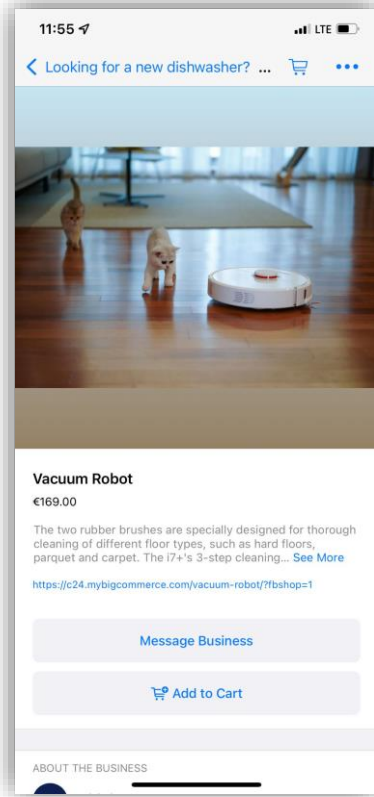 11:55
LTE
Looking for a new dishwasher? ...
Vacuum Robot
€169.00
The two rubber brushes are specially designed for thorough
cleaning of different floor types, such as hard floors,
parquet and carpet. The i7+'s 3-step cleaning... See More
https://c24.mybigcommerce.com/vacuum-robot/?fbshop=1
Message Business
Add to Cart
ABOUT THE BUSINESS